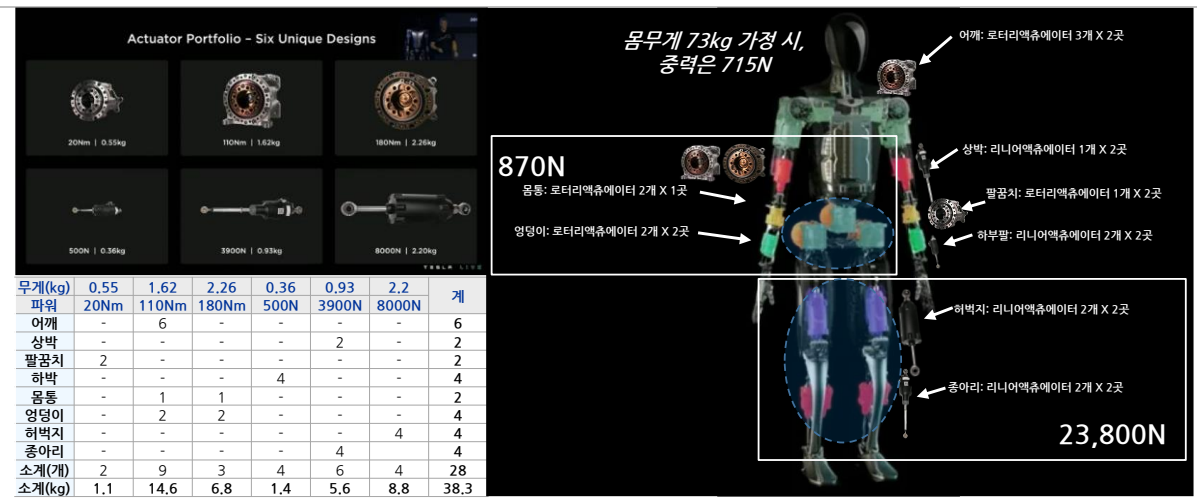 Actuator Portfolio – Six Unique Designs
20Nm | 0.55kg
110Nm | 1.62kg
180Nm | 2.26kg
500N | 0.36kg
3900N | 0.93kg
8000N | 2.20kg
TESLA LIVE
무게(kg) 0.55 1.62 2.26 0.36 0.93 2.2 계
파워 20Nm 110Nm 180Nm 500N 3900N 8000N
어깨 - 6 - - - - 6
상박 - - - - 2 - 2
팔꿈치 2 - - - - - 2
하박 - - - 4 - - 4
몸통 - 1 1 - - - 2
엉덩이 - 2 2 - - - 4
허벅지 - - - - - 4 4
종아리 - - - - 4 - 4
소계(개) 2 9 3 4 6 4 28
소계(kg) 1.1 14.6 6.8 1.4 5.6 8.8 38.3
몸무게 73kg 가정 시,
중력은 715N
어깨: 로터리액츄에이터 3개 X 2곳
상박: 리니어액츄에이터 1개 X 2곳
870N
몸통: 로터리액츄에이터 2개 X 1곳
팔꿈치: 로터리액츄에이터 1개 X 2곳
엉덩이: 로터리액츄에이터 2개 X 2곳
하부팔: 리니어액츄에이터 2개 X 2곳
허벅지: 리니어액츄에이터 2개 X 2곳
종아리: 리니어액츄에이터 2개 X 2곳
23,800N